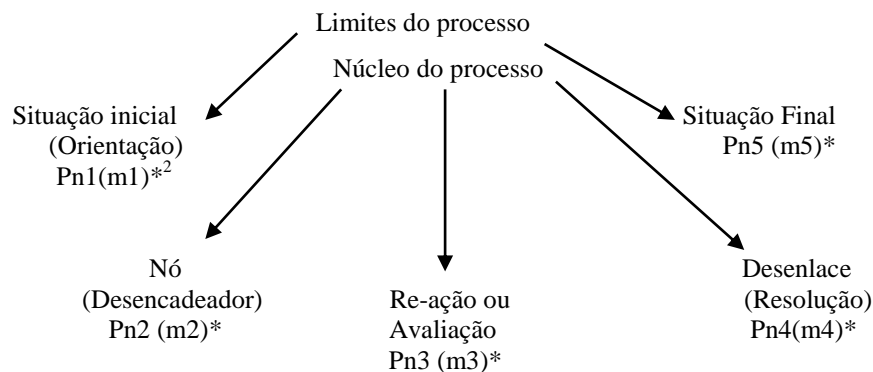 Limites do processo
Núcleo do processo
Situação inicial
(Orientação)
Pn1(m1)*²
Situação Final
Pn5 (m5)*
Nó
(Desencadeador)
Pn2 (m2)*
Re-ação ou
Avaliação
Pn3 (m3)*
Desenlace
(Resolução)
Pn4(m4)*